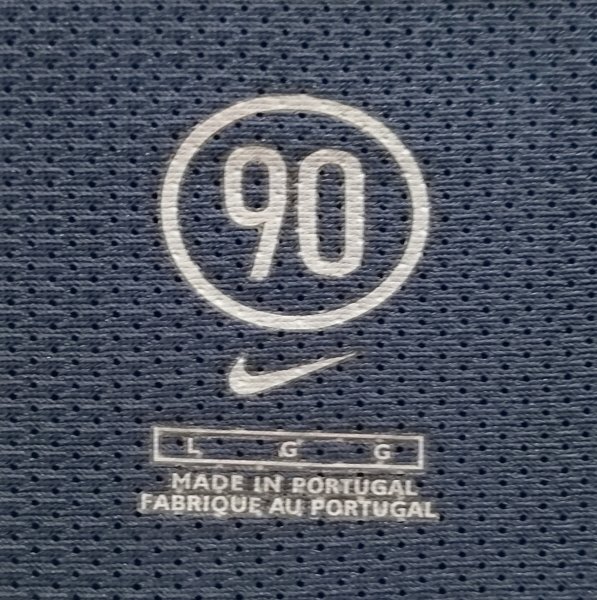 90
L G G
MADE IN PORTUGAL
FABRIQUE AU PORTUGAL